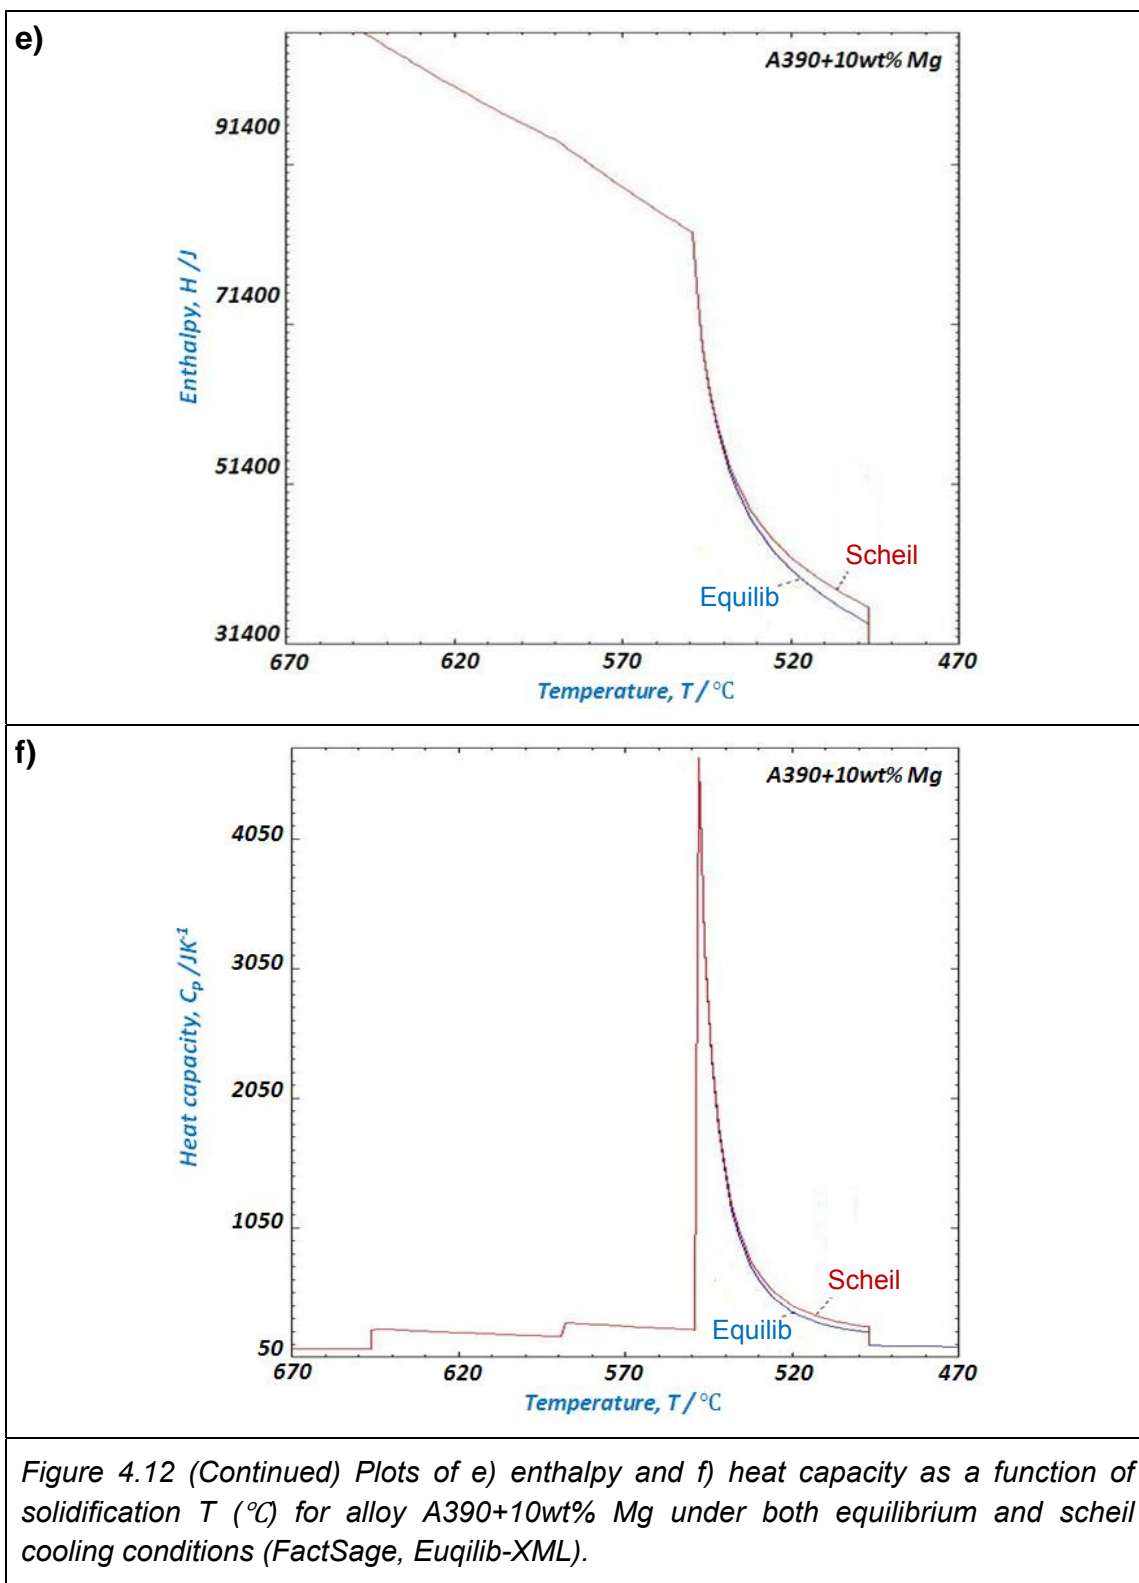 e)
A390+10wt% Mg
91400
71400
51400
31400
Enthalpy, H /J
Scheil
Equilib
670 620 570 520 470
Temperature, T / °C
f)
A390+10wt% Mg
4050
3050
2050
1050
50
Heat capacity, Cp /JK-1
Scheil
Equilib
670 620 570 520 470
Temperature, T / °C
Figure 4.12 (Continued) Plots of e) enthalpy and f) heat capacity as a function of
solidification T (°C) for alloy A390+10wt% Mg under both equilibrium and scheil
cooling conditions (FactSage, Euqilib-XML).